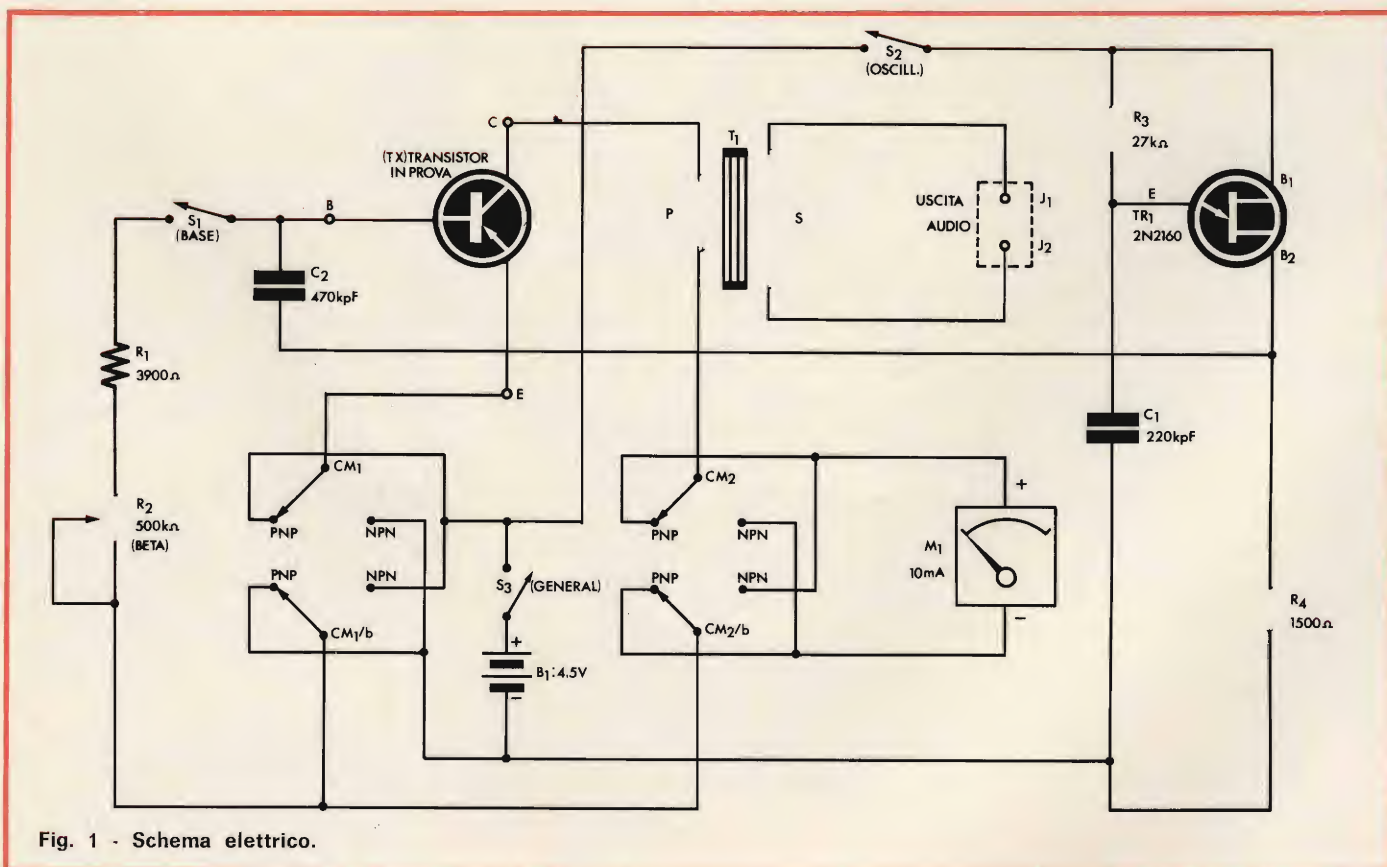 S2
(OSCILL.)
C
(TX)TRANSISTOR
IN PROVA
T1
R3
27kΩ
P
S
USCITA
AUDIO
J1
J2
B1
E
TR1
2N2160
B2
S1
(BASE)
B
C2
470kpF
R1
3900Ω
E
C1
220kpF
CM1
CM2
R2
500kΩ
(BETA)
PNP
NPN
PNP
NPN
+
M1
10mA
−
PNP
NPN
S3
(GENERAL)
PNP
NPN
R4
1500Ω
CM1/b
CM2/b
+
B1:4.5V
−
Fig. 1 - Schema elettrico.